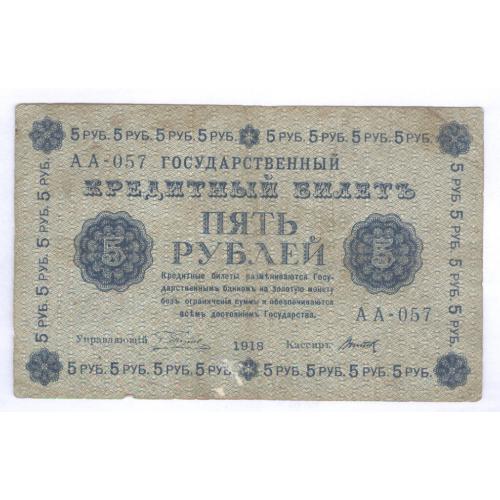 5 РУБ. 5 РУБ. 5 РУБ. 5 РУБ. 5 РУБ. 5 РУБ. 5 РУБ. 5 РУБ.
АА-057 ГОСУДАРСТВЕННЫЙ
КРЕДИТНЫЙ БИЛЕТЪ
5 ПЯТЬ 5
РУБЛЕЙ
Кредитные билеты размѣниваются Госу-
дарственнымъ Банкомъ на золотую монету
безъ ограниченія суммы и обезпечиваются
всѣмъ достояніемъ Государства.
АА-057
Управляющій 1918 Кассиръ
5 РУБ. 5 РУБ. 5 РУБ. 5 РУБ. 5 РУБ. 5 РУБ. 5 РУБ. 5 РУБ.
5 РУБ. 5 РУБ. 5 РУБ. 5 РУБ.
5 РУБ. 5 РУБ. 5 РУБ. 5 РУБ.